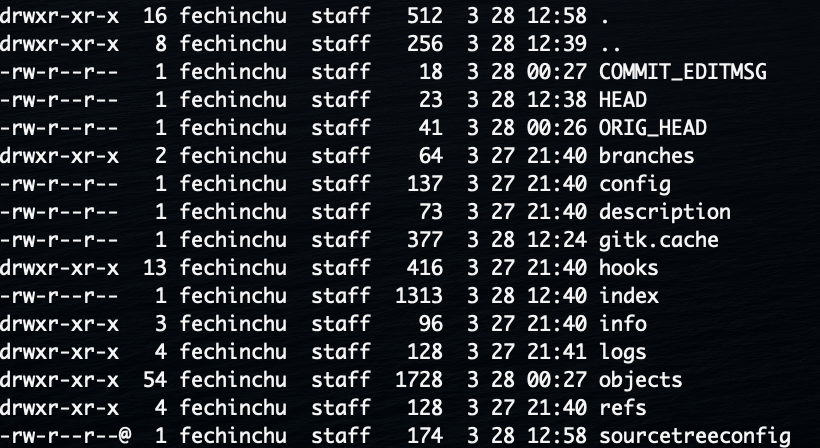 drwxr-xr-x  16 fechinchu  staff   512  3 28 12:58 .
drwxr-xr-x   8 fechinchu  staff   256  3 28 12:39 ..
-rw-r--r--   1 fechinchu  staff    18  3 28 00:27 COMMIT_EDITMSG
-rw-r--r--   1 fechinchu  staff    23  3 28 12:38 HEAD
-rw-r--r--   1 fechinchu  staff    41  3 28 00:26 ORIG_HEAD
drwxr-xr-x   2 fechinchu  staff    64  3 27 21:40 branches
-rw-r--r--   1 fechinchu  staff   137  3 27 21:40 config
-rw-r--r--   1 fechinchu  staff    73  3 27 21:40 description
-rw-r--r--   1 fechinchu  staff   377  3 28 12:24 gitk.cache
drwxr-xr-x  13 fechinchu  staff   416  3 27 21:40 hooks
-rw-r--r--   1 fechinchu  staff  1313  3 28 12:40 index
drwxr-xr-x   3 fechinchu  staff    96  3 27 21:40 info
drwxr-xr-x   4 fechinchu  staff   128  3 27 21:41 logs
drwxr-xr-x  54 fechinchu  staff  1728  3 28 00:27 objects
drwxr-xr-x   4 fechinchu  staff   128  3 27 21:40 refs
-rw-r--r--@  1 fechinchu  staff   174  3 28 12:58 sourcetreeconfig